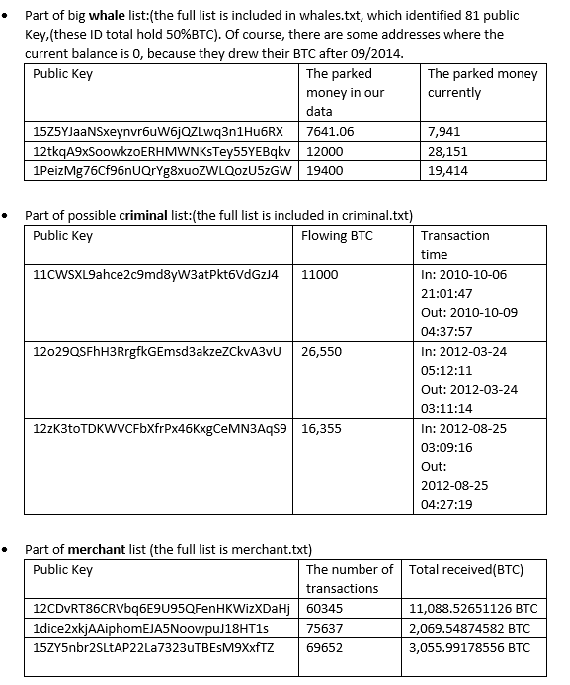 • Part of big whale list:(the full list is included in whales.txt, which identified 81 public
Key,(these ID total hold 50%BTC). Of course, there are some addresses where the
current balance is 0, because they drew their BTC after 09/2014.
Public Key The parked money in our data The parked money currently
15Z5YJaaNSxeynvr6uW6jQZLwq3n1Hu6RX 7641.06 7,941
12tkqA9xSoowkzoERHMWNKsTey55YEBqkv 12000 28,151
1PeizMg76Cf96nUQrYg8xuoZWLQozU5zGW 19400 19,414
• Part of possible criminal list:(the full list is included in criminal.txt)
Public Key Flowing BTC Transaction time
11CWSXL9ahce2c9md8yW3atPkt6VdGzJ4 11000 In: 2010-10-06
21:01:47
Out: 2010-10-09
04:37:57
12o29QSFhH3RrgfkGEmsd3akzeZCkvA3vU 26,550 In: 2012-03-24
05:12:11
Out: 2012-03-24
03:11:14
12zK3toTDKWVCFbXfrPx46KxgCeMN3AqS9 16,355 In: 2012-08-25
03:09:16
Out:
2012-08-25
04:27:19
• Part of merchant list (the full list is merchant.txt)
Public Key The number of transactions Total received(BTC)
12CDvRT86CRVbq6E9U95QFenHKWizXDaHj 60345 11,088.52651126 BTC
1dice2xkjAAiphomEJA5NoowpuJ18HT1s 75637 2,069.54874582 BTC
15ZY5nbr2SLtAP22La7323uTBEsM9XxfTZ 69652 3,055.99178556 BTC